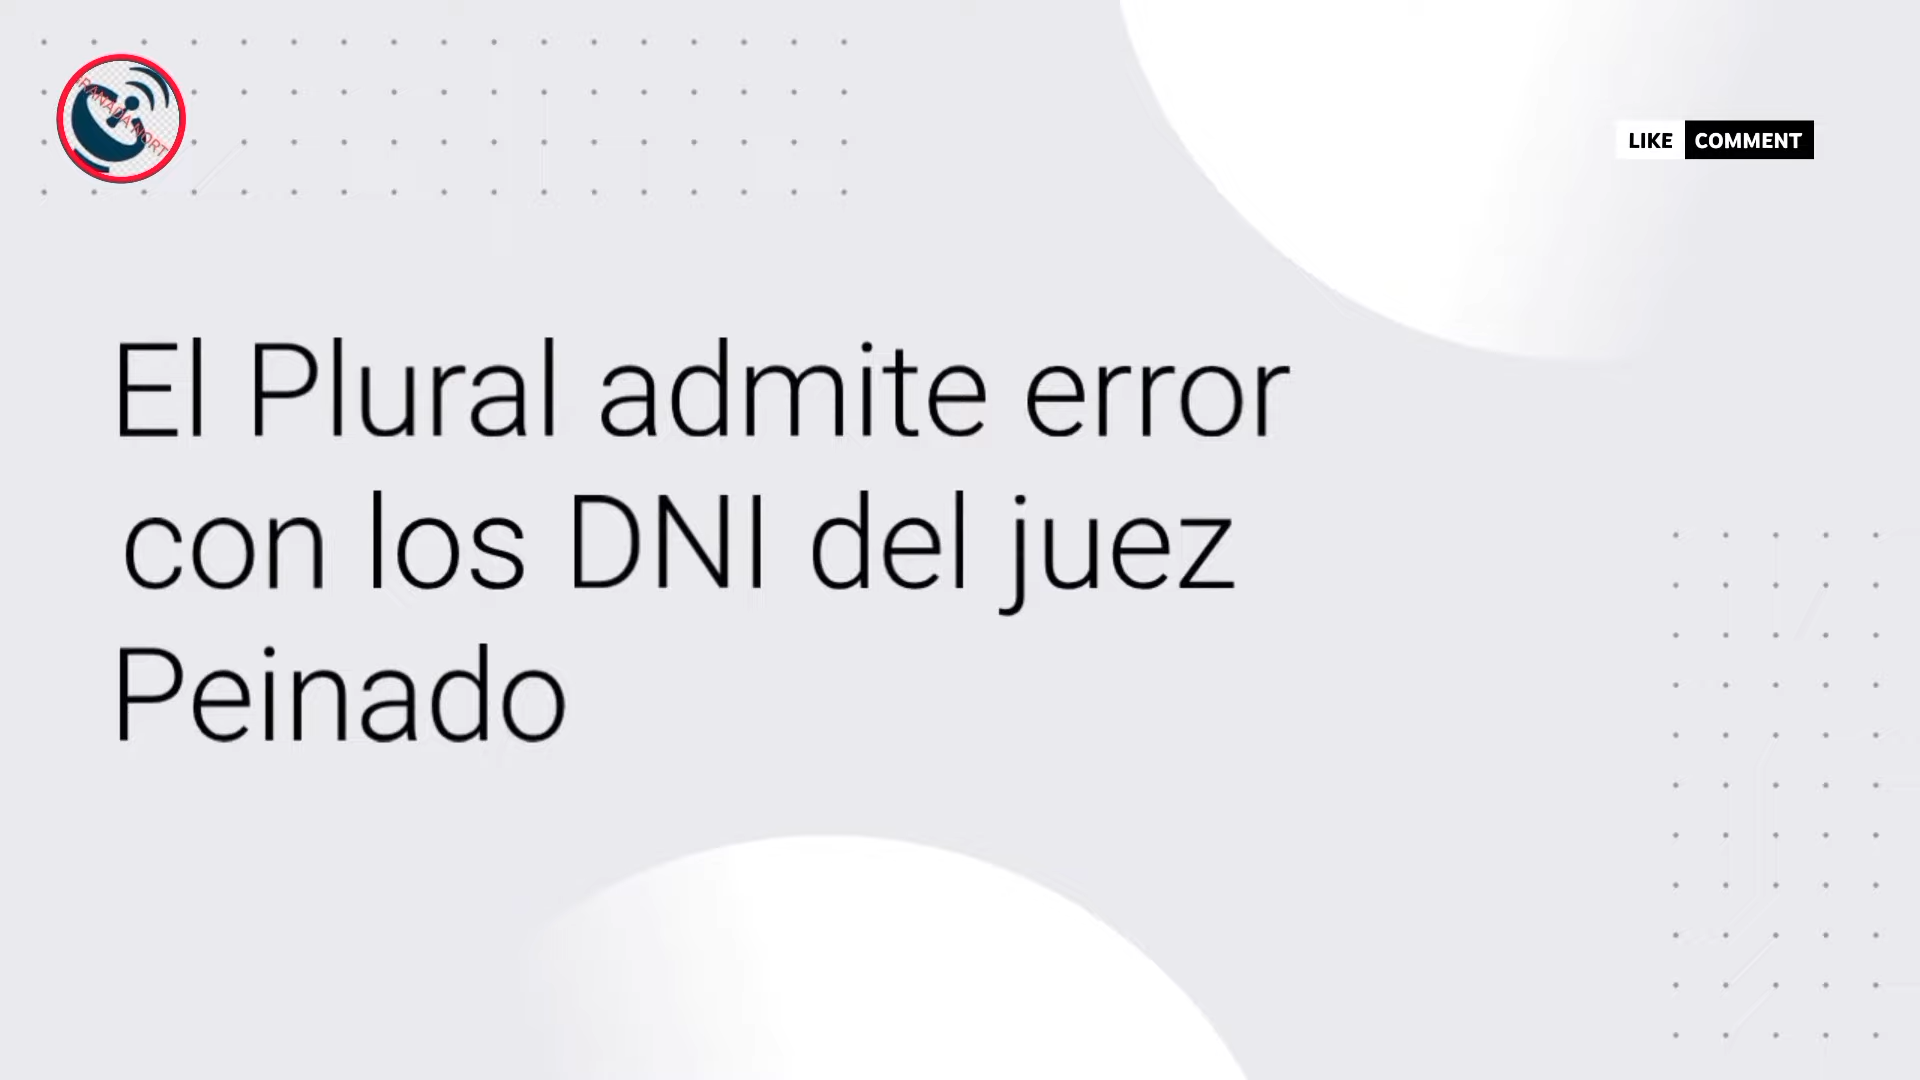 LIKE COMMENT
El Plural admite error
con los DNI del juez
Peinado